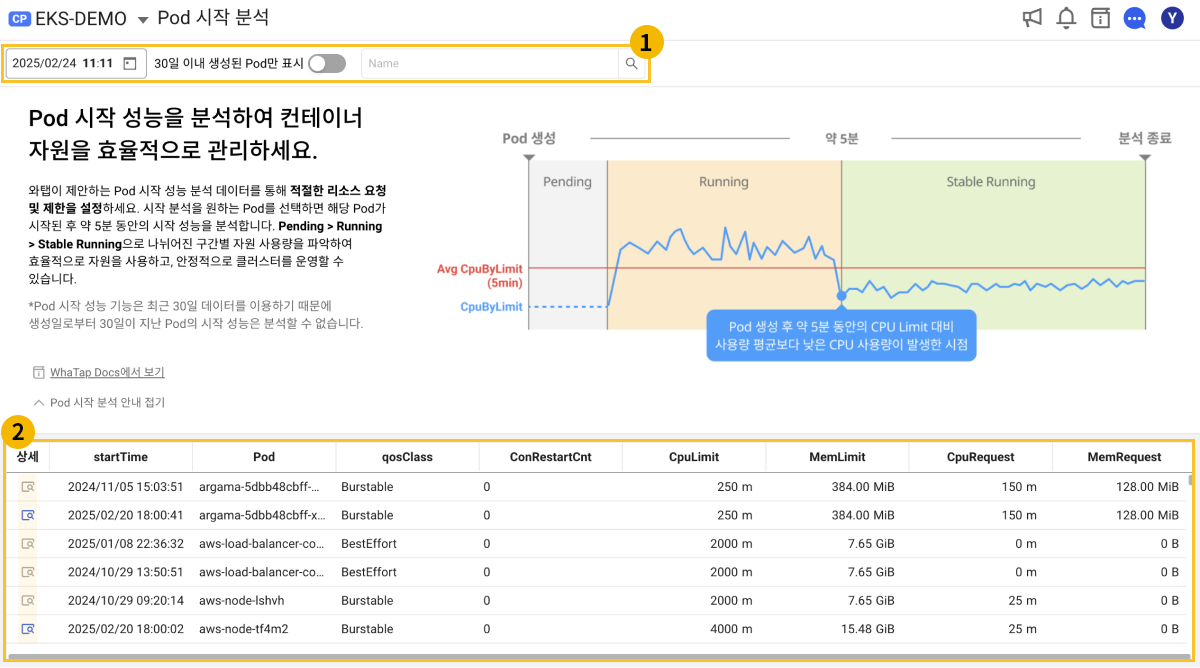 CP EKS-DEMO Pod 시작 분석
Y
1
2025/02/24 11:11 30일 이내 생성된 Pod만 표시 Name
Pod 시작 성능을 분석하여 컨테이너
자원을 효율적으로 관리하세요.
와탭이 제안하는 Pod 시작 성능 분석 데이터를 통해 적절한 리소스 요청
및 제한을 설정하세요. 시작 분석을 원하는 Pod를 선택하면 해당 Pod가
시작된 후 약 5분 동안의 시작 성능을 분석합니다. Pending > Running
> Stable Running으로 나뉘어진 구간별 자원 사용량을 파악하여
효율적으로 자원을 사용하고, 안정적으로 클러스터를 운영할 수
있습니다.
*Pod 시작 성능 기능은 최근 30일 데이터를 이용하기 때문에
생성일로부터 30일이 지난 Pod의 시작 성능은 분석할 수 없습니다.
WhaTap Docs에서 보기
Pod 시작 분석 안내 접기
Pod 생성 약 5분 분석 종료
Pending Running Stable Running
Avg CpuByLimit
(5min)
CpuByLimit
Pod 생성 후 약 5분 동안의 CPU Limit 대비
사용량 평균보다 낮은 CPU 사용량이 발생한 시점
2
상세 startTime Pod qosClass ConRestartCnt CpuLimit MemLimit CpuRequest MemRequest
2024/11/05 15:03:51 argama-5dbb48cbff-... Burstable 0 250 m 384.00 MiB 150 m 128.00 MiB
2025/02/20 18:00:41 argama-5dbb48cbff-x... Burstable 0 250 m 384.00 MiB 150 m 128.00 MiB
2025/01/08 22:36:32 aws-load-balancer-co... BestEffort 0 2000 m 7.65 GiB 0 m 0 B
2024/10/29 13:50:51 aws-load-balancer-co... BestEffort 0 2000 m 7.65 GiB 0 m 0 B
2024/10/29 09:20:14 aws-node-lshvh Burstable 0 2000 m 7.65 GiB 25 m 0 B
2025/02/20 18:00:02 aws-node-tf4m2 Burstable 0 4000 m 15.48 GiB 25 m 0 B